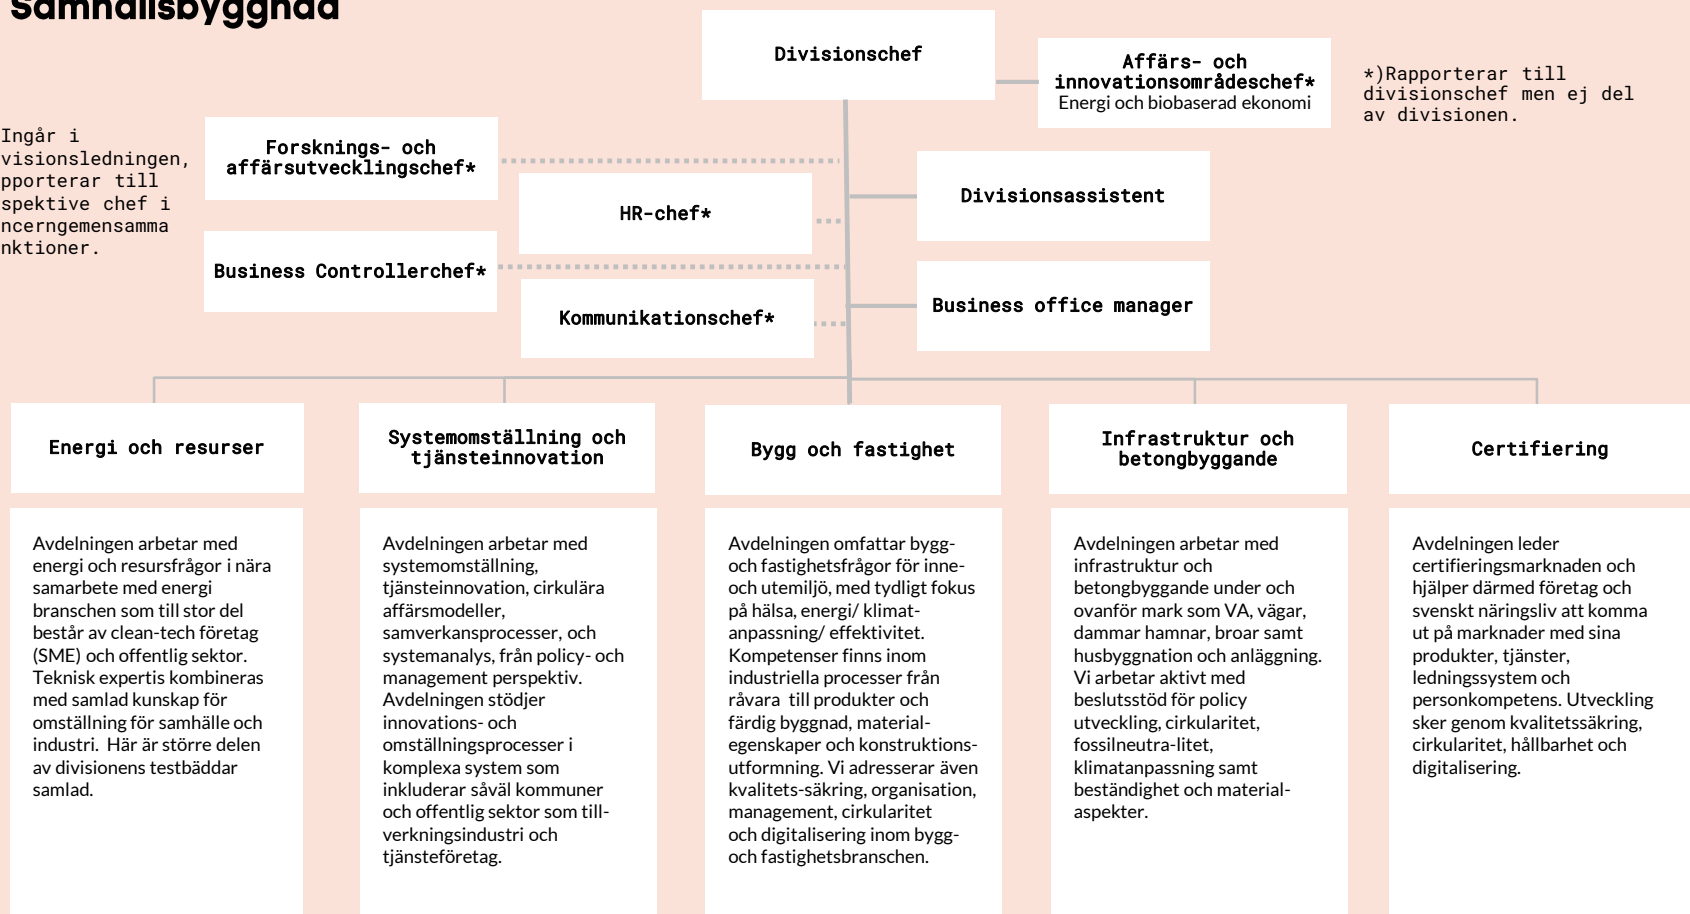 Samhällsbyggnad
Divisionschef
Affärs- och
innovationsområdeschef*
Energi och biobaserad ekonomi
*)Rapporterar till
divisionschef men ej del
av divisionen.
Ingår i
visionsledningen,
pporterar till
spektive chef i
ncerngemensamma
nktioner.
Forsknings- och
affärsutvecklingschef*
HR-chef*
Business Controllerchef*
Kommunikationschef*
Divisionsassistent
Business office manager
Energi och resurser
Systemomställning och
tjänsteinnovation
Bygg och fastighet
Infrastruktur och
betongbyggande
Certifiering
Avdelningen arbetar med
energi och resursfrågor i nära
samarbete med energi
branschen som till stor del
består av clean-tech företag
(SME) och offentlig sektor.
Teknisk expertis kombineras
med samlad kunskap för
omställning för samhälle och
industri. Här är större delen
av divisionens testbäddar
samlad.
Avdelningen arbetar med
systemomställning,
tjänsteinnovation, cirkulära
affärsmodeller,
samverkansprocesser, och
systemanalys, från policy- och
management perspektiv.
Avdelningen stödjer
innovations- och
omställningsprocesser i
komplexa system som
inkluderar såväl kommuner
och offentlig sektor som till-
verkningsindustri och
tjänsteföretag.
Avdelningen omfattar bygg-
och fastighetsfrågor för inne-
och utemiljö, med tydligt fokus
på hälsa, energi/ klimat-
anpassning/ effektivitet.
Kompetenser finns inom
industriella processer från
råvara till produkter och
färdig byggnad, material-
egenskaper och konstruktions-
utformning. Vi adresserar även
kvalitets-säkring, organisation,
management, cirkularitet
och digitalisering inom bygg-
och fastighetsbranschen.
Avdelningen arbetar med
infrastruktur och
betongbyggande under och
ovanför mark som VA, vägar,
dammar hamnar, broar samt
husbyggnation och anläggning.
Vi arbetar aktivt med
beslutsstöd för policy
utveckling, cirkularitet,
fossilneutra-litet,
klimatanpassning samt
beständighet och material-
aspekter.
Avdelningen leder
certifieringsmarknaden och
hjälper därmed företag och
svenskt näringsliv att komma
ut på marknader med sina
produkter, tjänster,
ledningssystem och
personkompetens. Utveckling
sker genom kvalitetssäkring,
cirkularitet, hållbarhet och
digitalisering.